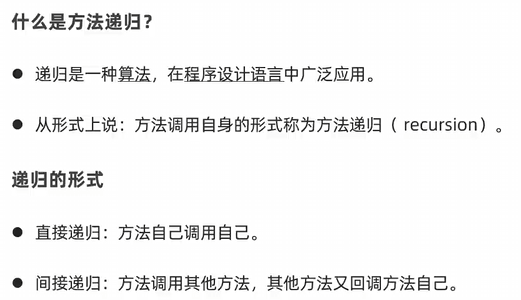 什么是方法递归？
● 递归是一种算法，在程序设计语言中广泛应用。
● 从形式上说：方法调用自身的形式称为方法递归（ recursion）。
递归的形式
● 直接递归：方法自己调用自己。
● 间接递归：方法调用其他方法，其他方法又回调方法自己。